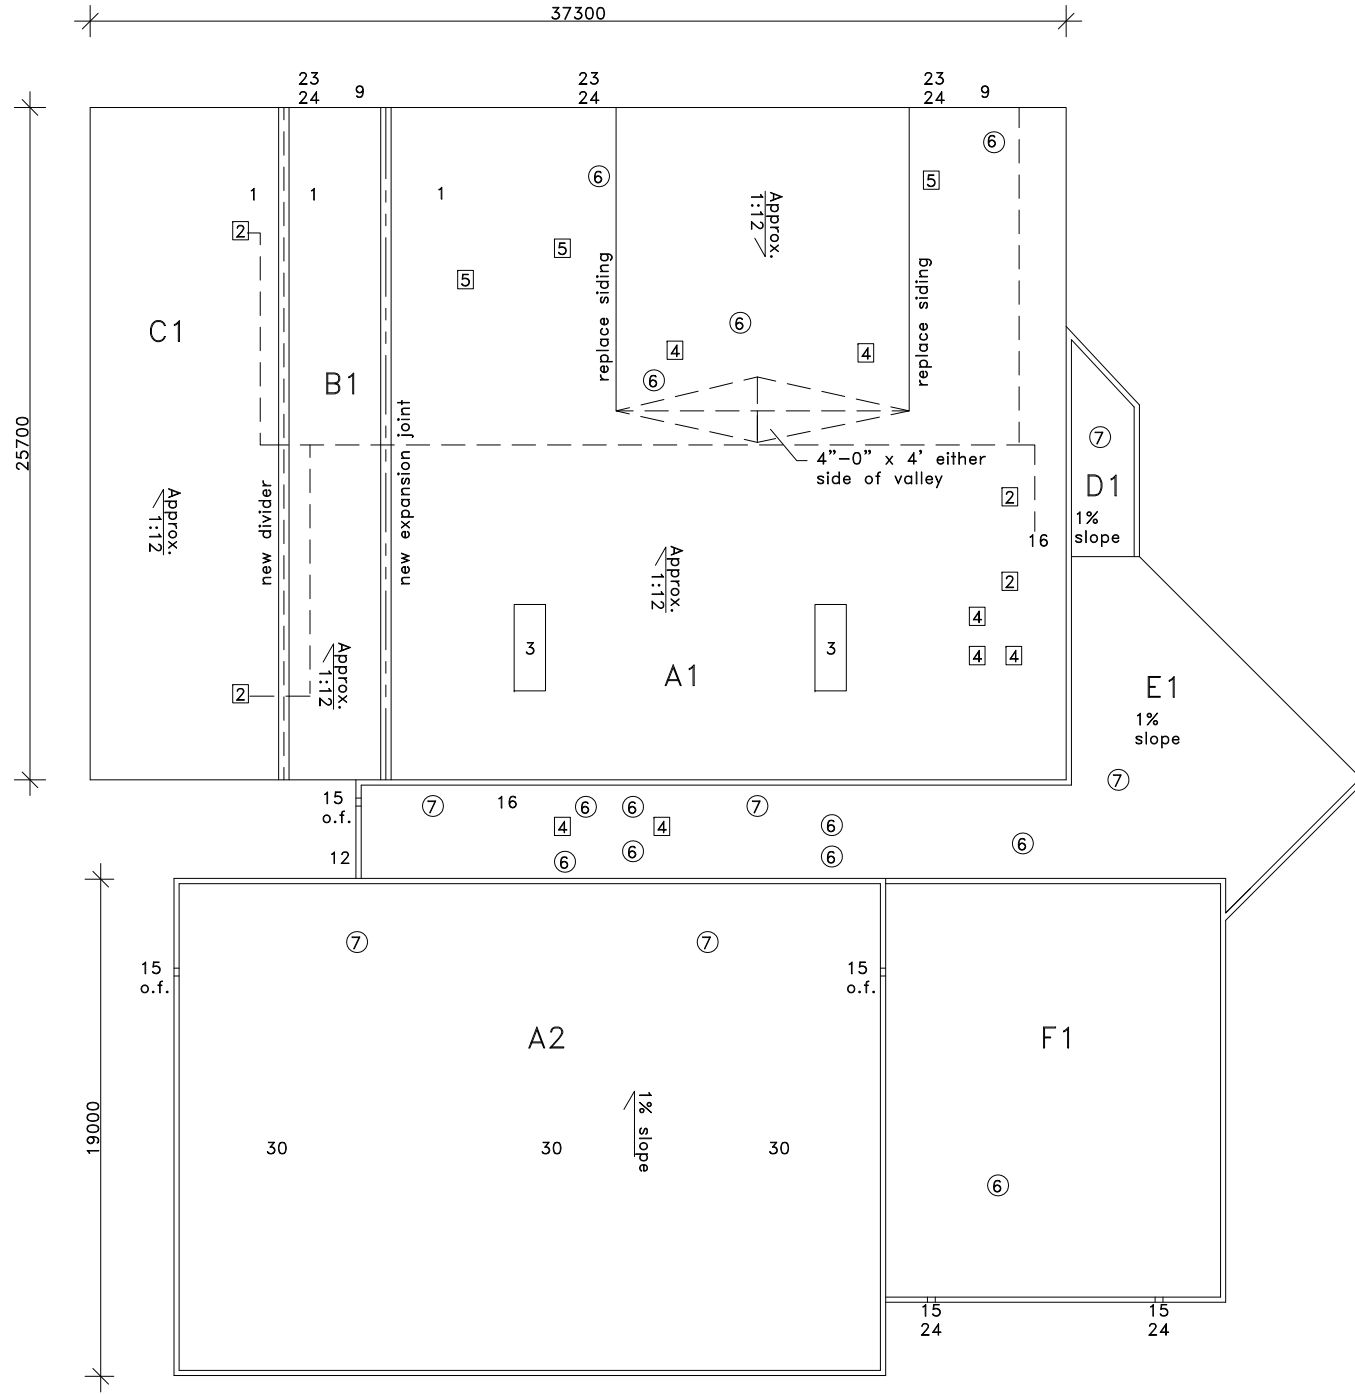 37300
23
24
9
23
24
23
24
9
6
6
5
1
1
1
Approx.
1:12
2
5
5
replace siding
replace siding
6
C1
4
4
B1
6
25700
new expansion joint
7
4”-0” x 4' either
side of valley
D1
1%
slope
2
16
new divider
Approx.
1:12
Approx.
1:12
2
4
3
3
4
4
A1
E1
1%
slope
Approx.
1:12
2
7
15
o.f.
7
16
6
6
7
4
4
6
12
6
6
6
6
7
7
15
o.f.
15
o.f.
A2
F1
19000
1% slope
30
30
30
6
15
24
15
24